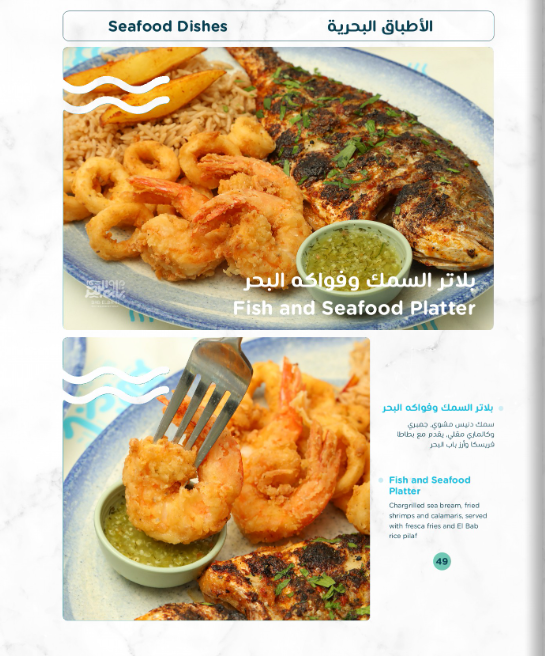 Seafood Dishes
الأطباق البحرية
بلاتر السمك وفواكه البحر
Fish and Seafood Platter
بلاتر السمك وفواكه البحر
سمك دنيس مشوي، جمبري
وكالماري مقلي، يقدم مع بطاطا
فريسكا وأرز باب البحر
Fish and Seafood
Platter
Chargrilled sea bream, fried
shrimps and calamaris, served
with fresca fries and El Bab
rice pilaf
49